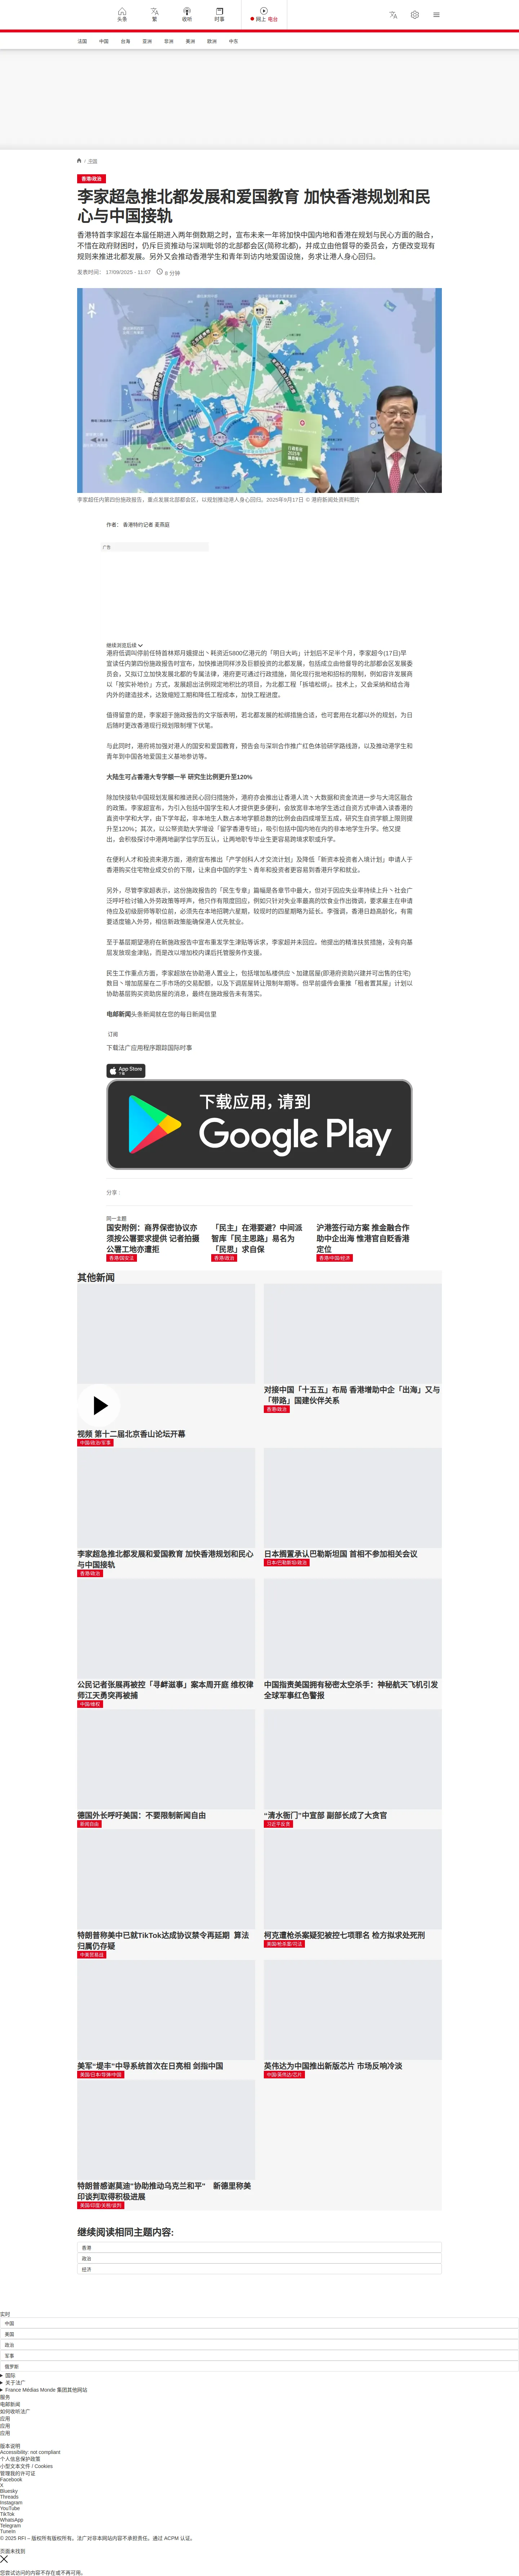 头条
繁
收听
时事
网上 电台
法国
中国
台海
亚洲
非洲
美洲
欧洲
中东
/ 中国
香港/政治
李家超急推北都发展和爱国教育 加快香港规划和民
心与中国接轨
香港特首李家超在本届任期进入两年倒数期之时，宣布未来一年将加快中国内地和香港在规划与民心方面的融合，
不惜在政府财困时，仍斥巨资推动与深圳毗邻的北部都会区(简称北都)，并成立由他督导的委员会，方便改变现有
规则来推进北都发展。另外又会推动香港学生和青年到访内地爱国设施，务求让港人身心回归。
发表时间： 17/09/2025 - 11:07
6 分钟
李家超任内第四份施政报告，重点发展北部都会区，以规划推动港人身心回归。2025年9月17日 © 港府新闻处资料图片
作者： 香港特约记者 麦燕庭
广告
继续浏览后续
港府低调叫停前任特首林郑月娥提出丶耗资近5800亿港元的「明日大屿」计划后不足半个月，李家超今(17日)早
宣读任内第四份施政报告时宣布，加快推进同样涉及巨额投资的北都发展，包括成立由他督导的北部都会区发展委
员会，又拟订立加快发展北都的专属法律，港府更可通过行政措施，简化现行批地和招标的限制，例如容许发展商
以「按实补地价」方式，发展超出法例规定地积比的项目，为北都工程「拆墙松绑」。技术上，又会采纳和结合海
内外的建造技术，达致缩短工期和降低工程成本，加快工程进度。
值得留意的是，李家超于施政报告的文字版表明，若北都发展的松绑措施合适，也可套用在北都以外的规划，为日
后随时更改香港现行规划限制埋下伏笔。
与此同时，港府将加强对港人的国安和爱国教育，预告会与深圳合作推广红色体验研学路线游，以及推动港学生和
青年到中国各地爱国主义基地参访等。
大陆生可占香港大专学额一半 研究生比例更升至120%
除加快接轨中国规划发展和推进民心回归措施外，港府亦会推出让香港人流丶大数据和资金流进一步与大湾区融合
的政策。李家超宣布，为引入包括中国学生和人才提供更多便利，会放宽非本地学生透过自资方式申请入读香港的
直资中学和大学，由下学年起，非本地生人数占本地学额总数的比例会由四成增至五成，研究生自资学额上限则提
升至120%；其次，以公帑资助大学增设「留学香港专班」，吸引包括中国内地在内的非本地学生升学。他又提
出，会积极探讨中港两地副学位学历互认，让两地职专毕业生更容易跨境求职或升学。
在便利人才和投资来港方面，港府宣布推出「产学创科人才交流计划」及降低「新资本投资者入境计划」申请人于
香港购买住宅物业成交价的下限，让来自中国的学生丶青年和投资者更容易到香港升学和就业。
另外，尽管李家超表示，这份施政报告的「民生专章」篇幅是各章节中最大，但对于因应失业率持续上升丶社会广
泛呼吁检讨输入外劳政策等呼声，他只作有限度回应，例如只针对失业率最高的饮食业作出微调，要求雇主在申请
侍应及初级厨师等职位前，必须先在本地招聘六星期，较现时的四星期略为延长。李强调，香港日趋高龄化，有需
要适度输入外劳，相信新政策能确保港人优先就业。
至于基层期望港府在新施政报告中宣布重发学生津贴等诉求，李家超并未回应。他提出的精准扶贫措施，没有向基
层发放现金津贴，而是改以增加校内课后托管服务作支援。
民生工作重点方面，李家超放在协助港人置业上，包括增加私楼供应丶加建居屋(即港府资助兴建并可出售的住宅)
数目丶增加居屋在二手市场的交易配额，以及下调居屋转让限制年期等。但早前盛传会重推「租者置其屋」计划以
协助基层购买资助房屋的消息，最终在施政报告未有落实。
电邮新闻头条新闻就在您的每日新闻信里
订阅
下载法广应用程序跟踪国际时事
App Store
下载
下载应用，请到
Google Play
分享 :
同一主题
国安附例：商界保密协议亦
须按公署要求提供 记者拍摄
公署工地亦遭拒
香港/国安法
「民主」在港要避？中间派
智库「民主思路」易名为
「民思」求自保
香港/政治
沪港签行动方案 推金融合作
助中企出海 惟港官自贬香港
定位
香港/中国/经济
其他新闻
视频 第十二届北京香山论坛开幕
中国/政治/军事
对接中国「十五五」布局 香港增助中企「出海」又与
「带路」国建伙伴关系
香港/政治
李家超急推北都发展和爱国教育 加快香港规划和民心
与中国接轨
香港/政治
日本搁置承认巴勒斯坦国 首相不参加相关会议
日本/巴勒斯坦/政治
公民记者张展再被控「寻衅滋事」案本周开庭 维权律
师江天勇突再被捕
中国/维权
中国指责美国拥有秘密太空杀手：神秘航天飞机引发
全球军事红色警报
德国外长呼吁美国：不要限制新闻自由
新闻自由
“清水衙门”中宣部 副部长成了大贪官
习近平反贪
特朗普称美中已就TikTok达成协议禁令再延期 算法
归属仍存疑
中美贸易战
柯克遭枪杀案疑犯被控七项罪名 检方拟求处死刑
美国/枪杀案/司法
美军“堤丰”中导系统首次在日亮相 剑指中国
美国/日本/导弹/中国
英伟达为中国推出新版芯片 市场反响冷淡
中国/英伟达/芯片
特朗普感谢莫迪"协助推动乌克兰和平" 新德里称美
印谈判取得积极进展
美国/印度/关税/谈判
继续阅读相同主题内容:
香港
政治
经济
实时
中国
美国
政治
军事
俄罗斯
国际
关于法广
France Médias Monde 集团其他网站
服务
电邮新闻
如何收听法广
应用
应用
应用
版本说明
Accessibility: not compliant
个人信息保护政策
小型文本文件 / Cookies
管理我的许可证
Facebook
X
Bluesky
Threads
Instagram
YouTube
TikTok
WhatsApp
Telegram
TuneIn
© 2025 RFI – 版权所有版权所有。法广对非本网站内容不承担责任。通过 ACPM 认证。
页面未找到
您尝试访问的内容不存在或不再可用。